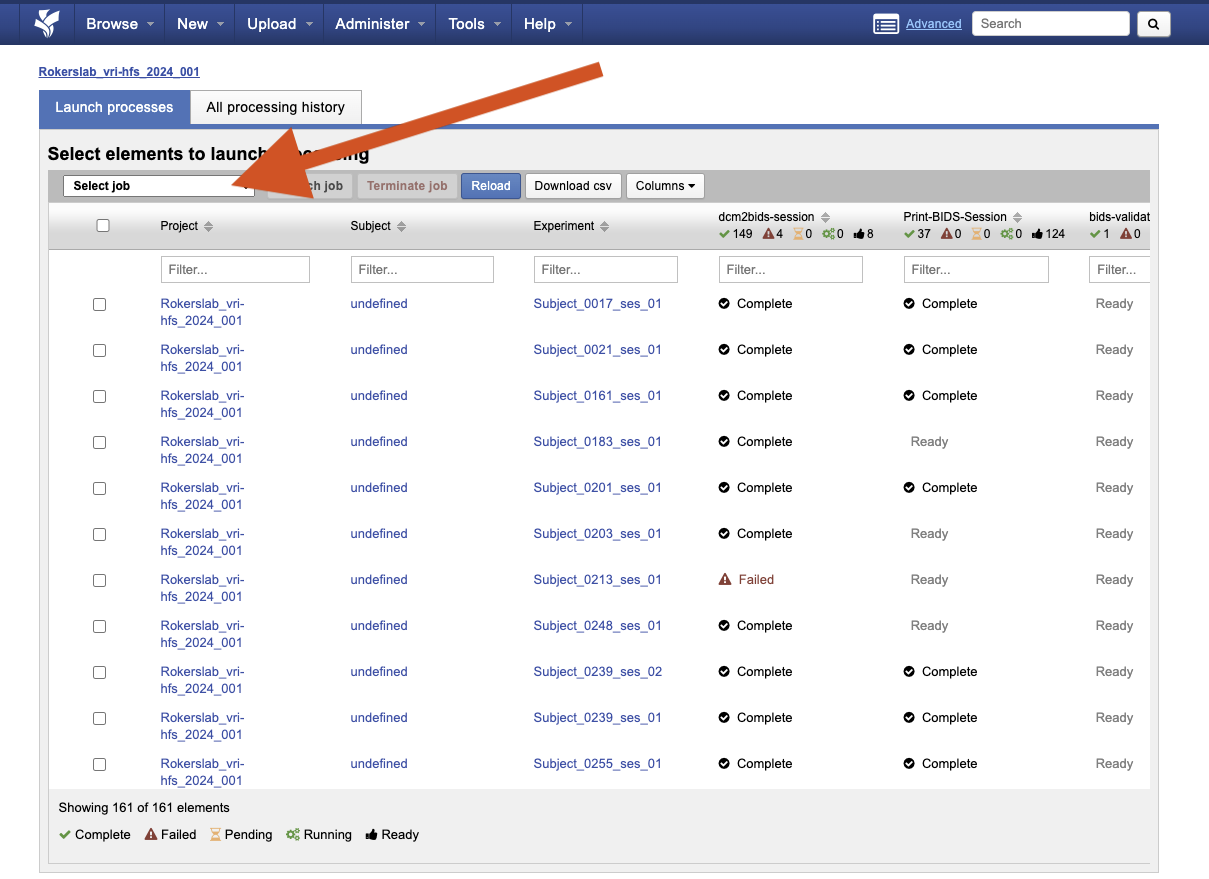 Browse New Upload Administer Tools Help Advanced Search
Rokerslab_vri-hfs_2024_001
Launch processes All processing history
Select elements to launch processing
Select job job Terminate job Reload Download csv Columns
Project Subject Experiment dcm2bids-session Print-BIDS-Session bids-validat
149 4 0 0 8 37 0 0 0 124 1 0
Filter... Filter... Filter... Filter... Filter... Filter...
Rokerslab_vri- undefined Subject_0017_ses_01 Complete Complete Ready
hfs_2024_001
Rokerslab_vri- undefined Subject_0021_ses_01 Complete Complete Ready
hfs_2024_001
Rokerslab_vri- undefined Subject_0161_ses_01 Complete Complete Ready
hfs_2024_001
Rokerslab_vri- undefined Subject_0183_ses_01 Complete Ready Ready
hfs_2024_001
Rokerslab_vri- undefined Subject_0201_ses_01 Complete Complete Ready
hfs_2024_001
Rokerslab_vri- undefined Subject_0203_ses_01 Complete Ready Ready
hfs_2024_001
Rokerslab_vri- undefined Subject_0213_ses_01 Failed Ready Ready
hfs_2024_001
Rokerslab_vri- undefined Subject_0248_ses_01 Complete Ready Ready
hfs_2024_001
Rokerslab_vri- undefined Subject_0239_ses_02 Complete Complete Ready
hfs_2024_001
Rokerslab_vri- undefined Subject_0239_ses_01 Complete Complete Ready
hfs_2024_001
Rokerslab_vri- undefined Subject_0255_ses_01 Complete Complete Ready
hfs_2024_001
Showing 161 of 161 elements
Complete Failed Pending Running Ready